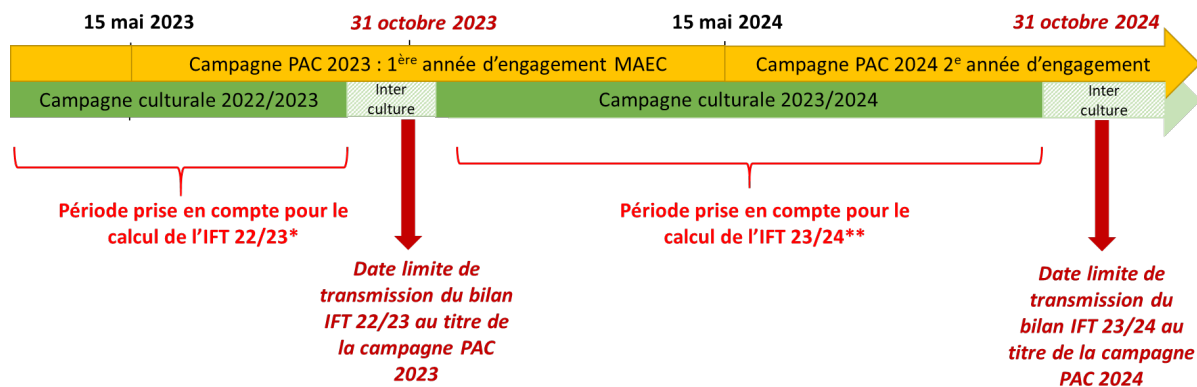 15 mai 2023
31 octobre 2023
15 mai 2024
31 octobre 2024
Campagne PAC 2023 : 1ère année d'engagement MAEC
Campagne PAC 2024 2e année d'engagement
Campagne culturale 2022/2023
Inter
culture
Campagne culturale 2023/2024
Inter
culture
Période prise en compte pour le
calcul de l'IFT 22/23*
Période prise en compte pour le
calcul de l'IFT 23/24**
Date limite de
transmission du bilan
IFT 22/23 au titre de
la campagne PAC
2023
Date limite de
transmission du
bilan IFT 23/24 au
titre de la campagne
PAC 2024